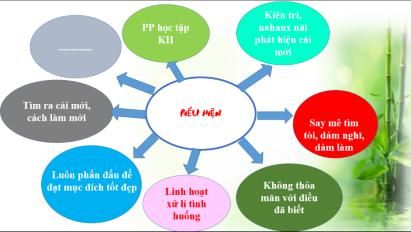 PP học tập
KH
Kiên trì,
nahanx nái
phát hiện cái
mới
..............
Tìm ra cái mới,
cách làm mới
BIỂU HIỆN
Say mê tìm
tòi, dám nghĩ,
dám làm
Luôn phấn đấu để
đạt mục đích tốt đẹp
Linh hoạt
xử lí tình
huống
Không thỏa
mãn với điều
đã biết